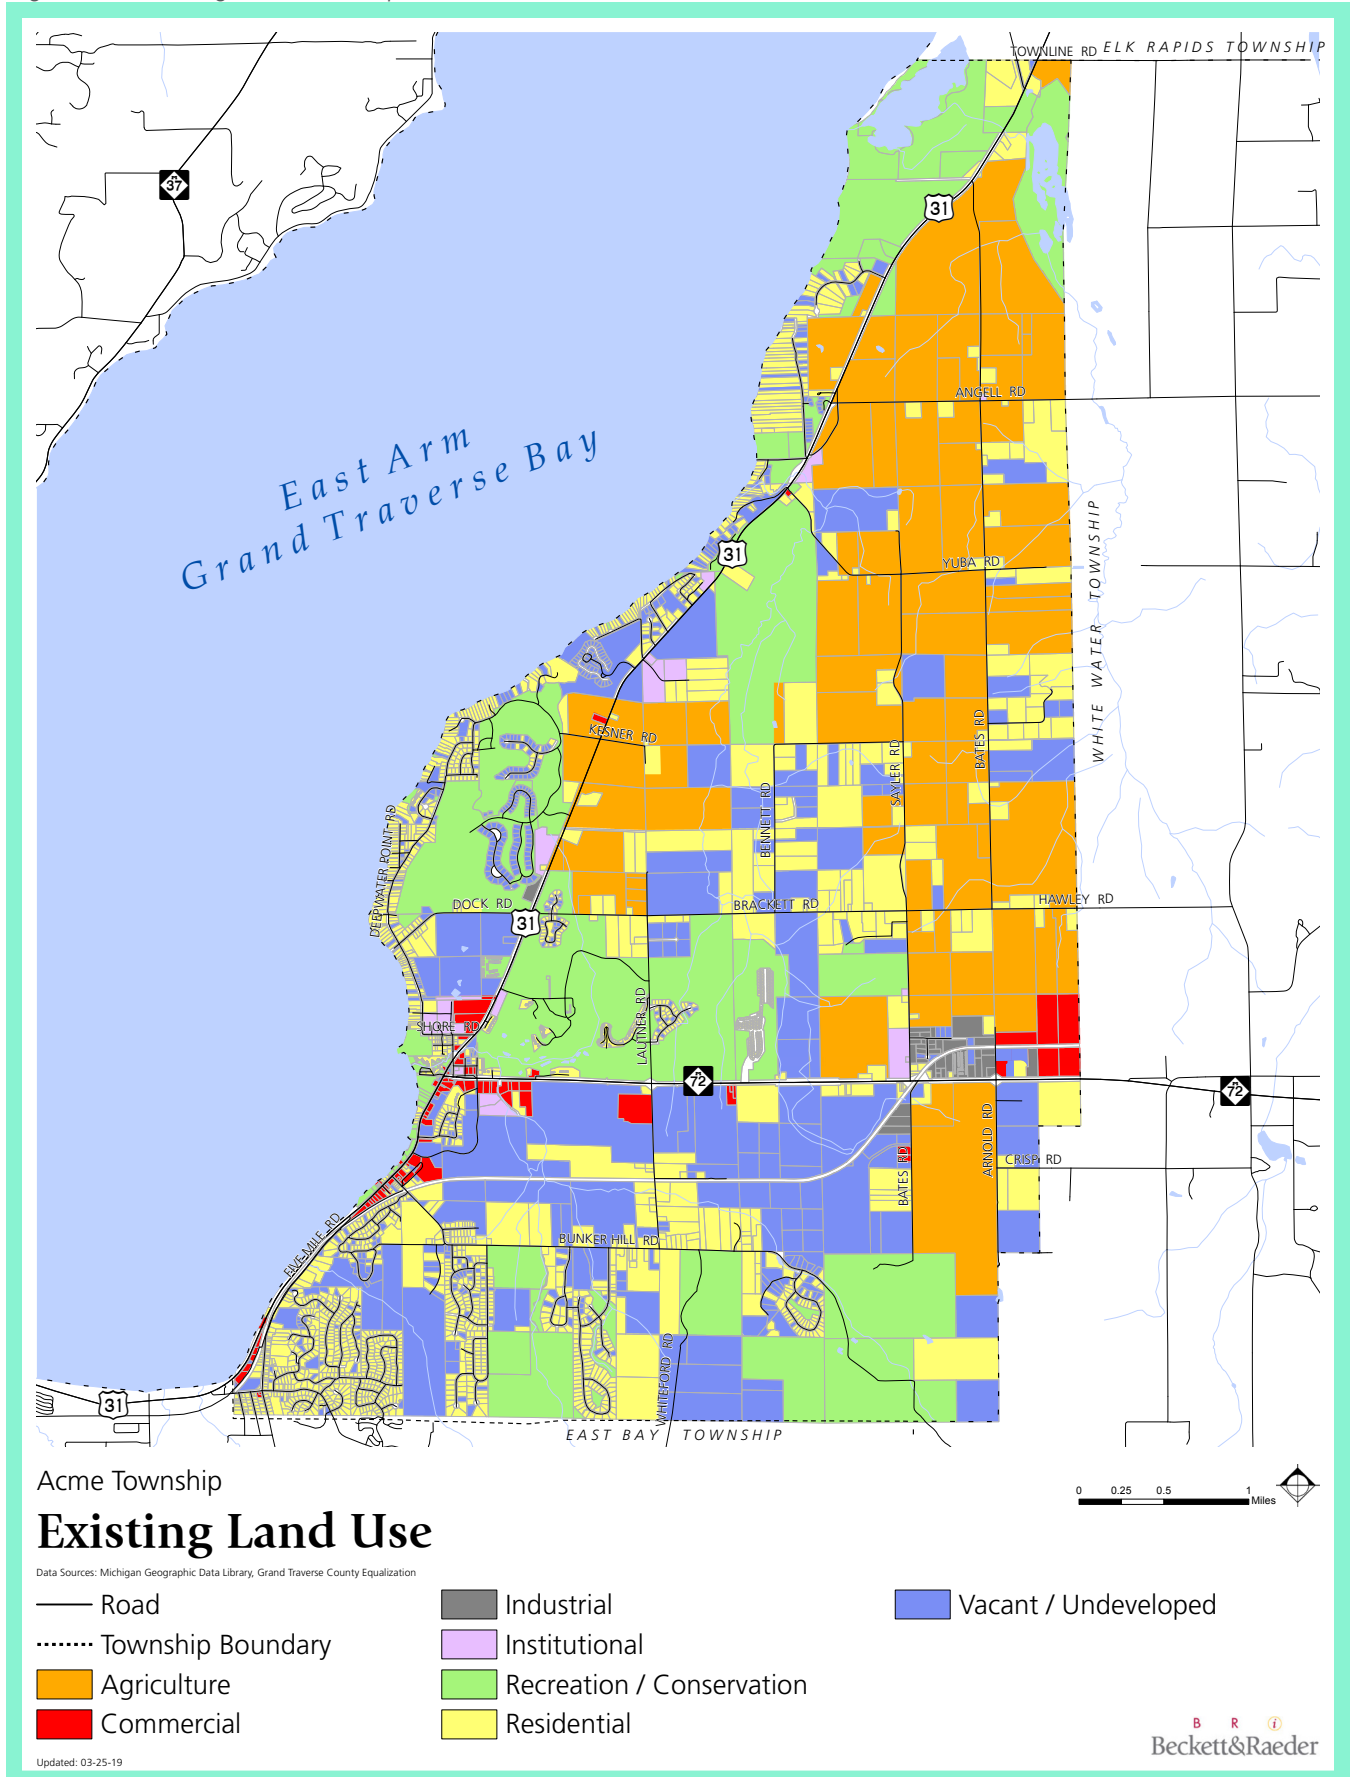 TOWNLINE RD
ELK RAPIDS TOWNSHIP
37
31
ANGELL RD
East Arm
Grand Traverse Bay
31
YUBA RD
WHITE WATER TOWNSHIP
KESNER RD
BATES RD
SAYLER RD
BENNETT RD
DEEPWATER POINT RD
DOCK RD
31
BRACKETT RD
HAWLEY RD
SHORE RD
LAUTNER RD
72
72
ARNOLD RD
BATES RD
CRISP RD
FIVE MILE RD
BUNKER HILL RD
WHITEFORD RD
31
EAST BAY TOWNSHIP
Acme Township
Existing Land Use
Data Sources: Michigan Geographic Data Library, Grand Traverse County Equalization
0 0.25 0.5 1
Miles
Road
Township Boundary
Agriculture
Commercial
Industrial
Institutional
Recreation / Conservation
Residential
Vacant / Undeveloped
Updated: 03-25-19
B R i
Beckett&Raeder